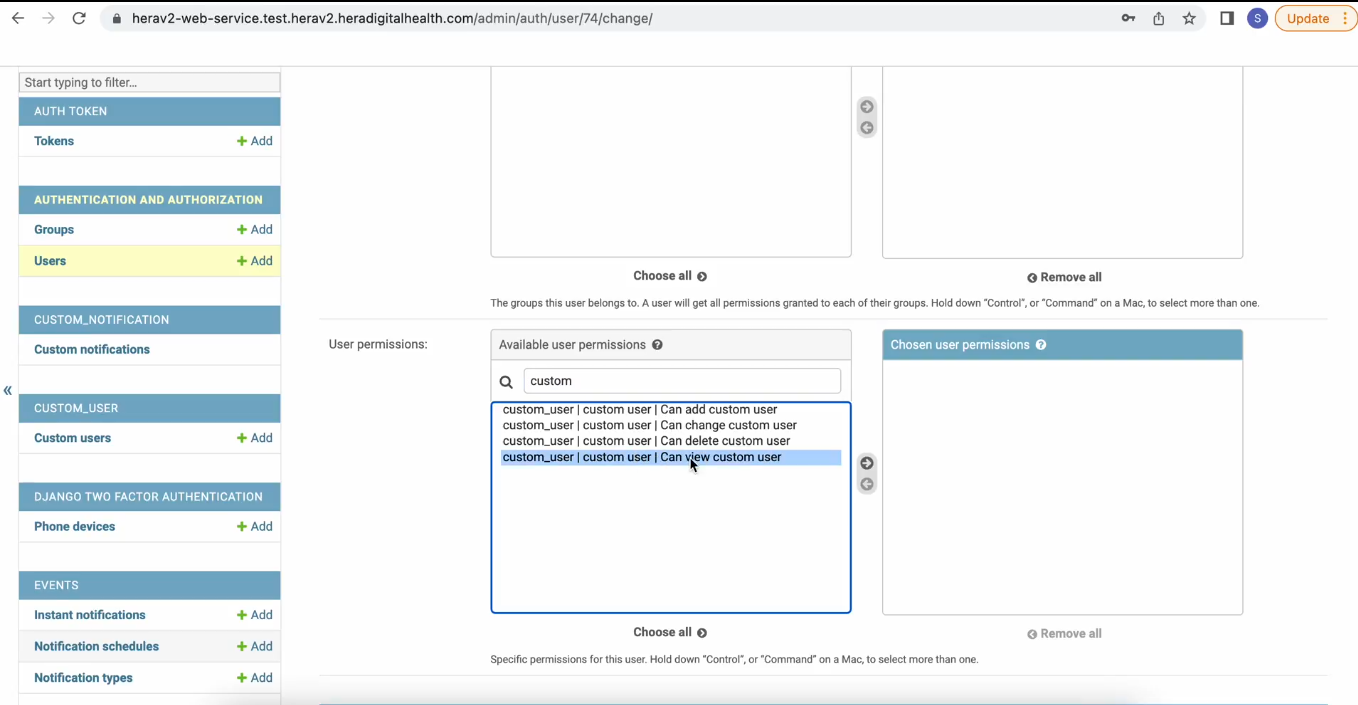 herav2-web-service.test.herav2.heradigitalhealth.com/admin/auth/user/74/change/
S
Update
Start typing to filter...
AUTH TOKEN
Tokens
+ Add
AUTHENTICATION AND AUTHORIZATION
Groups
+ Add
Users
+ Add
CUSTOM_NOTIFICATION
Custom notifications
«
CUSTOM_USER
Custom users
+ Add
DJANGO TWO FACTOR AUTHENTICATION
Phone devices
+ Add
EVENTS
Instant notifications
+ Add
Notification schedules
+ Add
Notification types
+ Add
Choose all
Remove all
The groups this user belongs to. A user will get all permissions granted to each of their groups. Hold down “Control”, or “Command” on a Mac, to select more than one.
User permissions:
Available user permissions ?
custom
custom_user | custom user | Can add custom user
custom_user | custom user | Can change custom user
custom_user | custom user | Can delete custom user
custom_user | custom user | Can view custom user
Choose all
Chosen user permissions ?
Remove all
Specific permissions for this user. Hold down “Control”, or “Command” on a Mac, to select more than one.